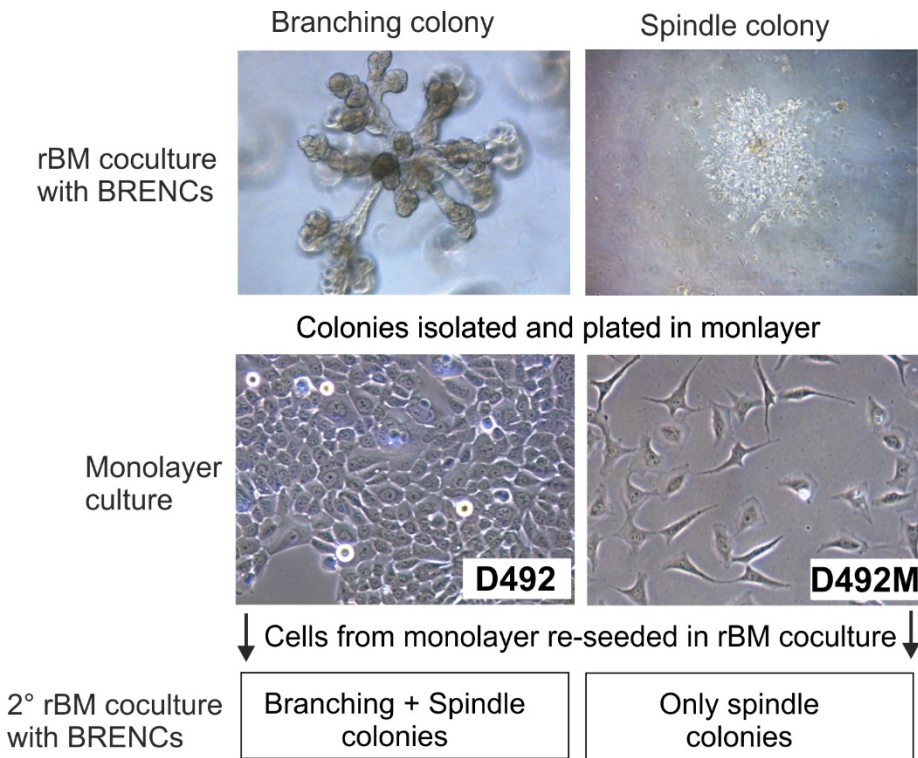 Branching colony
Spindle colony
rBM coculture
with BRENCs
Colonies isolated and plated in monlayer
Monolayer
culture
D492
D492M
Cells from monolayer re-seeded in rBM coculture
2° rBM coculture
with BRENCs
Branching + Spindle
colonies
Only spindle
colonies